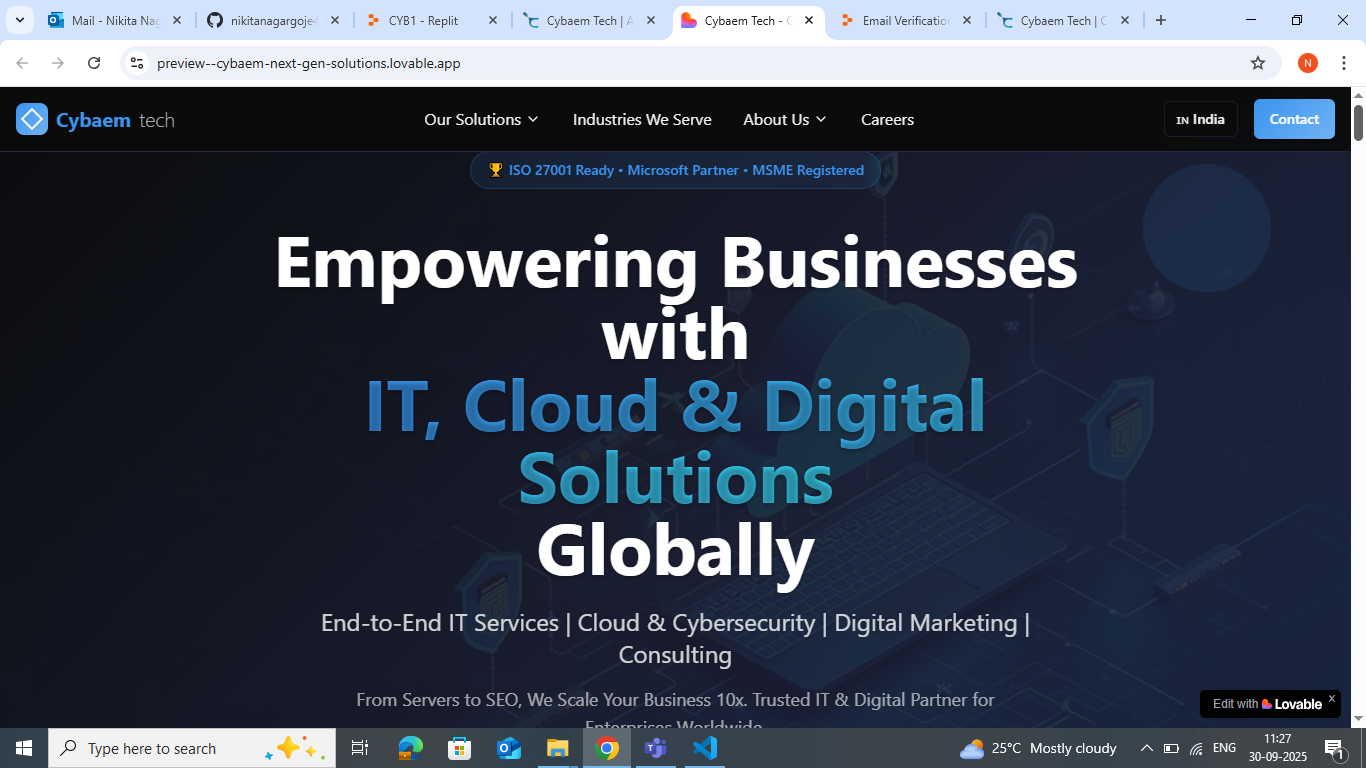 Mail - Nikita Nag
nikitanagargoje4
CYB1 - Replit
Cybaem Tech | A
Cybaem Tech - C
Email Verification
Cybaem Tech | C
preview--cybaem-next-gen-solutions.lovable.app
N
Cybaem tech
Our Solutions
Industries We Serve
About Us
Careers
IN India
Contact
ISO 27001 Ready • Microsoft Partner • MSME Registered
Empowering Businesses
with
IT, Cloud & Digital
Solutions
Globally
End-to-End IT Services | Cloud & Cybersecurity | Digital Marketing |
Consulting
From Servers to SEO, We Scale Your Business 10x. Trusted IT & Digital Partner for
Enterprises Worldwide
Edit with Lovable
Type here to search
25°C Mostly cloudy
ENG
11:27
30-09-2025
1